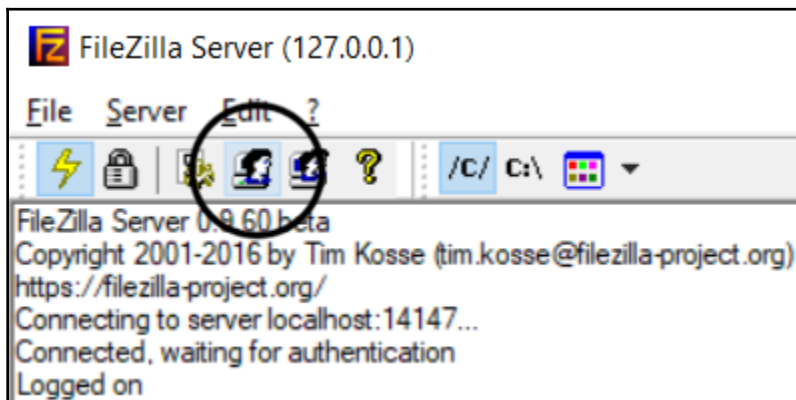 FileZilla Server (127.0.0.1)
File Server Edit ?
/C/ C:\
FileZilla Server 0.9.60 beta
Copyright 2001-2016 by Tim Kosse (tim.kosse@filezilla-project.org)
https://filezilla-project.org/
Connecting to server localhost:14147...
Connected, waiting for authentication
Logged on